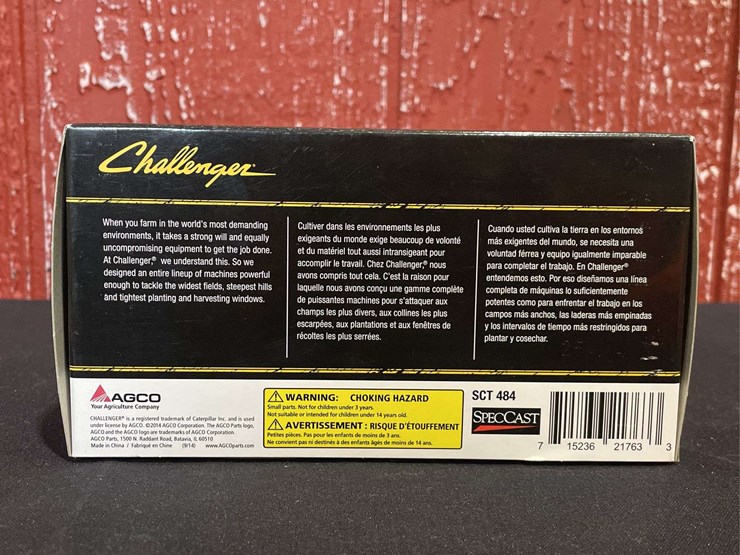 Challenger
When you farm in the world's most demanding
environments, it takes a strong will and equally
uncompromising equipment to get the job done.
At Challenger,® we understand this. So we
designed an entire lineup of machines powerful
enough to tackle the widest fields, steepest hills
and tightest planting and harvesting windows.
Cultiver dans les environnements les plus
exigeants du monde exige beaucoup de volonté
et du matériel tout aussi intransigeant pour
accomplir le travail. Chez Challenger,® nous
avons compris tout cela. C'est la raison pour
laquelle nous avons conçu une gamme complète
de puissantes machines pour s'attaquer aux
champs les plus divers, aux collines les plus
escarpées, aux plantations et aux fenêtres de
récoltes les plus serrées.
Cuando usted cultiva la tierra en los entornos
más exigentes del mundo, se necesita una
voluntad férrea y equipo igualmente imparable
para completar el trabajo. En Challenger®
entendemos esto. Por eso diseñamos una línea
completa de máquinas lo suficientemente
potentes como para enfrentar el trabajo en los
campos más anchos, las laderas más empinadas
y los intervalos de tiempo más restringidos para
plantar y cosechar.
AGCO
Your Agriculture Company
CHALLENGER® is a registered trademark of Caterpillar Inc. and is used
under license by AGCO. ©2014 AGCO Corporation. The AGCO Parts logo,
AGCO and the AGCO logo are trademarks of AGCO Corporation.
AGCO Parts, 1500 N. Raddant Road, Batavia, IL 60510
Made in China / Fabriqué en Chine (9/14) www.AGCOparts.com
WARNING: CHOKING HAZARD
Small parts. Not for children under 3 years.
Not suitable or intended for children under 14 years old.
AVERTISSEMENT : RISQUE D'ÉTOUFFEMENT
Petites pièces. Pas pour les enfants de moins de 3 ans.
Ne convient pas ni destinés à des enfants âgés de moins de 14 ans.
SCT 484
SPECCAST
7 15236 21763 3